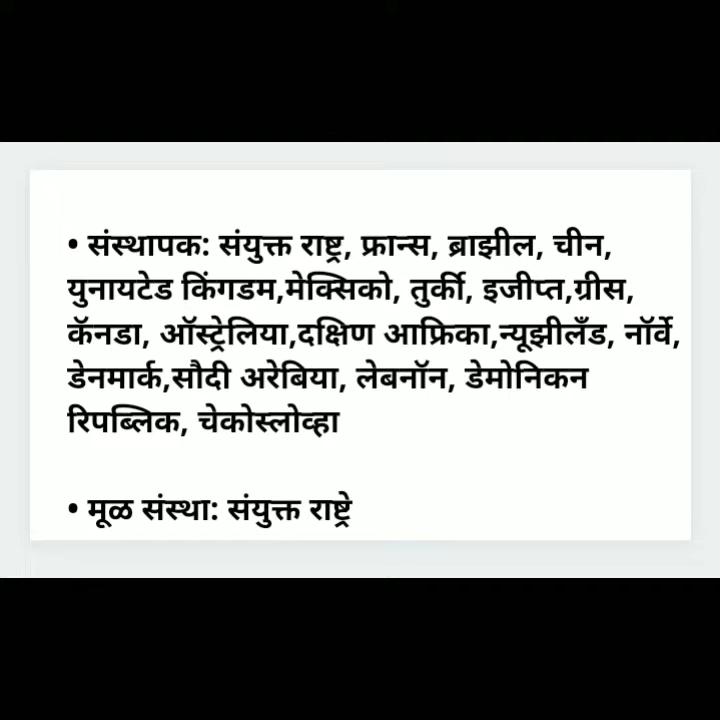 • संस्थापक: संयुक्त राष्ट्र, फ्रान्स, ब्राझील, चीन,
युनायटेड किंगडम,मेक्सिको, तुर्की, इजीप्त,ग्रीस,
कॅनडा, ऑस्ट्रेलिया,दक्षिण आफ्रिका,न्यूझीलँड, नॉर्वे,
डेनमार्क,सौदी अरेबिया, लेबनॉन, डेमोनिकन
रिपब्लिक, चेकोस्लोव्हा
• मूळ संस्था: संयुक्त राष्ट्रे